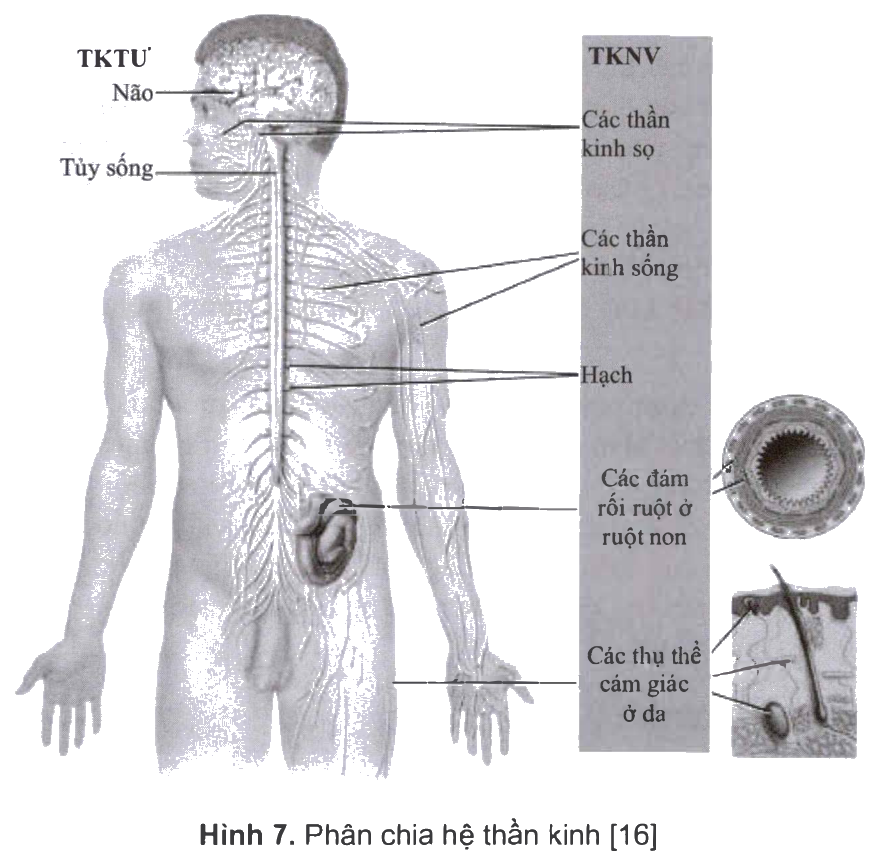 TKTƯ
Não
Tủy sống
TKNV
Các thần
kinh sọ
Các thần
kinh sống
Hạch
Các đám
rối ruột ở
ruột non
Các thụ thể
cám giác
ở da
Hình 7. Phân chia hệ thần kinh [16]